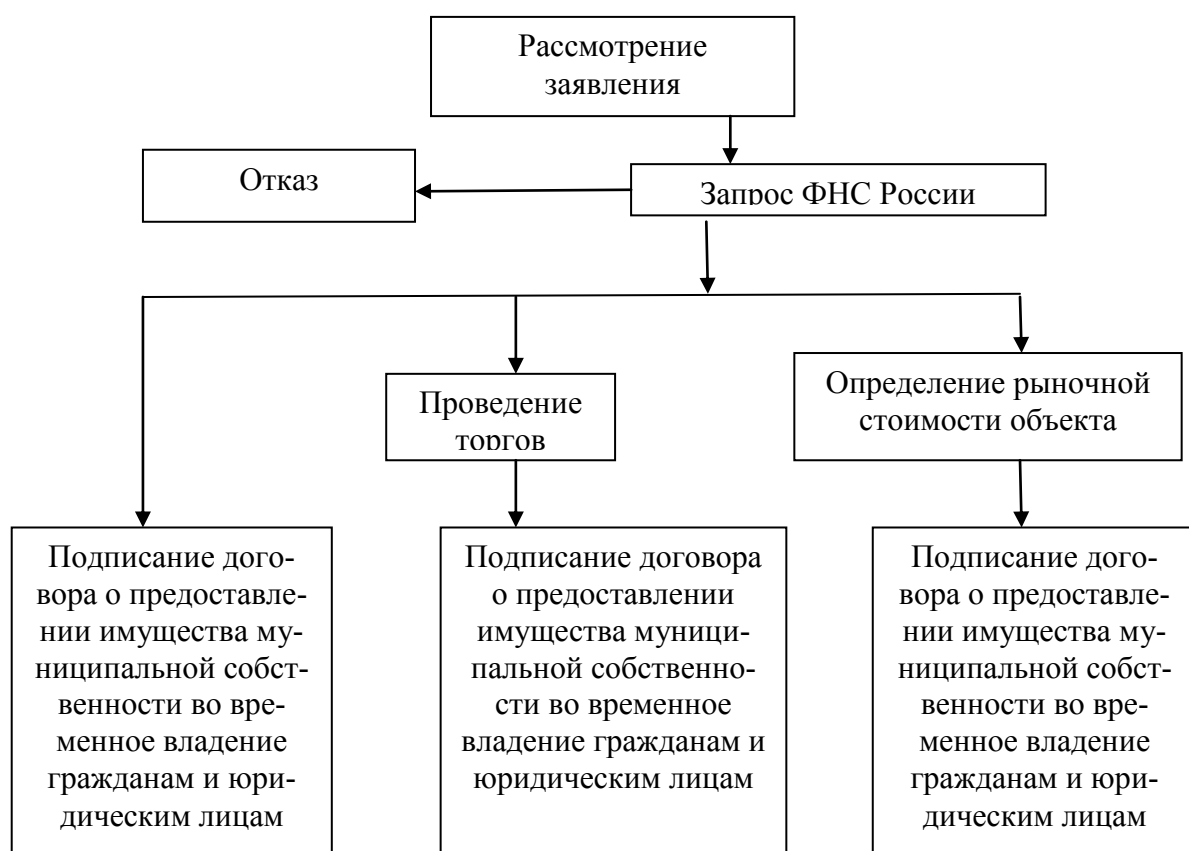 Рассмотрение
заявления
Отказ
Запрос ФНС России
Проведение
торгов
Определение рыночной
стоимости объекта
Подписание дого-
вора о предоставле-
нии имущества му-
ниципальной собст-
венности во вре-
менное владение
гражданам и юри-
дическим лицам
Подписание договора
о предоставлении
имущества муници-
пальной собственно-
сти во временное
владение гражданам и
юридическим лицам
Подписание дого-
вора о предоставле-
нии имущества му-
ниципальной собст-
венности во вре-
менное владение
гражданам и юри-
дическим лицам